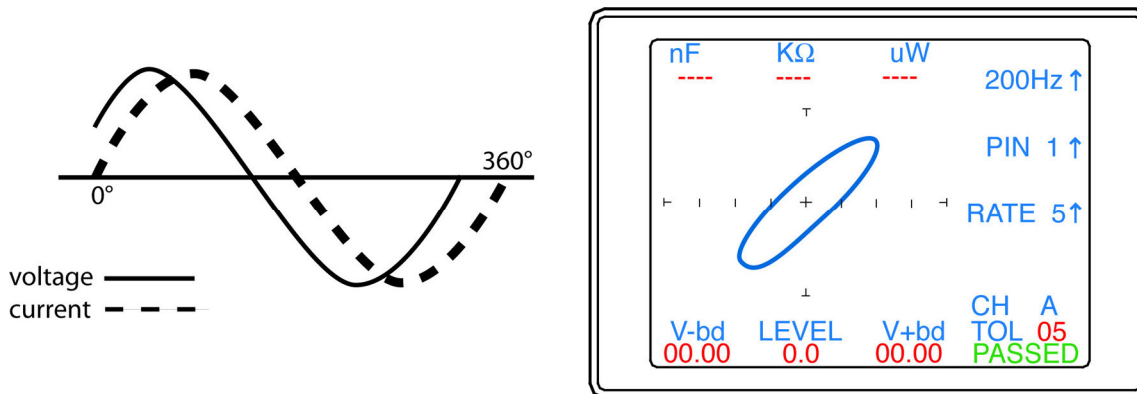 360°
0°
voltage
current
nF KΩ uW
---- ---- ----
200Hz↑
PIN 1↑
RATE 5↑
CH A
V-bd LEVEL V+bd TOL 05
00.00 0.0 00.00 PASSED